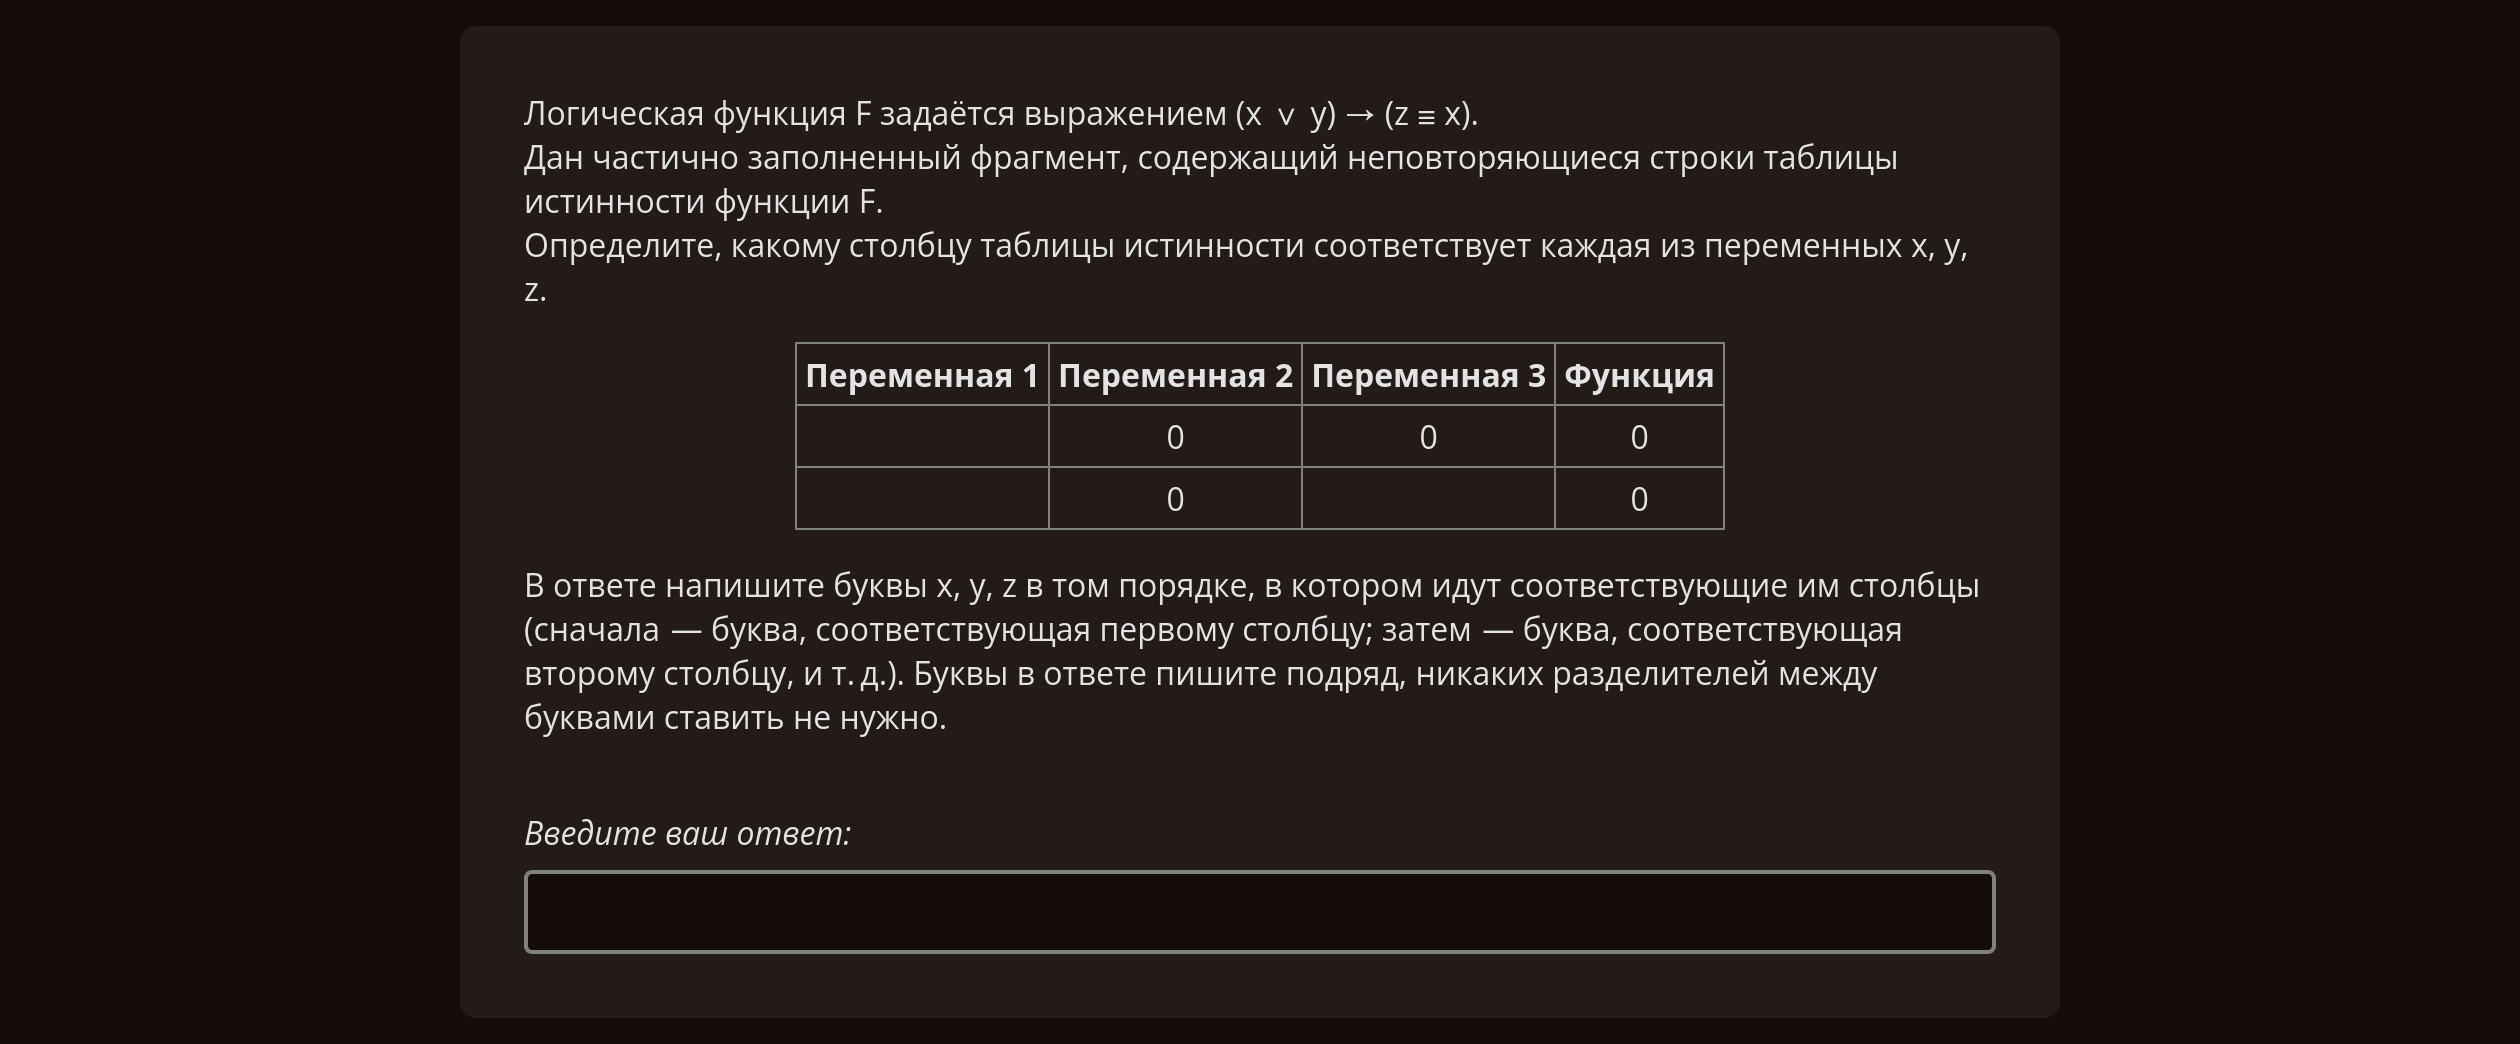 Логическая функция F задаётся выражением (x ∨ y) → (z ≡ x).
Дан частично заполненный фрагмент, содержащий неповторяющиеся строки таблицы
истинности функции F.
Определите, какому столбцу таблицы истинности соответствует каждая из переменных x, y,
z.
Переменная 1 Переменная 2 Переменная 3 Функция
0 0 0
0 0
В ответе напишите буквы x, y, z в том порядке, в котором идут соответствующие им столбцы
(сначала — буква, соответствующая первому столбцу; затем — буква, соответствующая
второму столбцу, и т. д.). Буквы в ответе пишите подряд, никаких разделителей между
буквами ставить не нужно.
Введите ваш ответ: